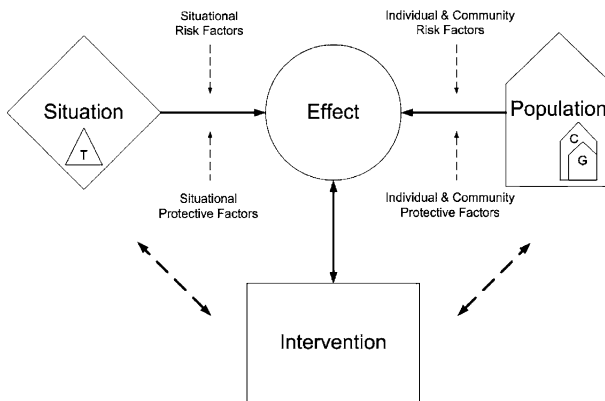 Situational
Risk Factors
Individual & Community
Risk Factors
Situation
T
Effect
Population
C
G
Situational
Protective Factors
Individual & Community
Protective Factors
Intervention